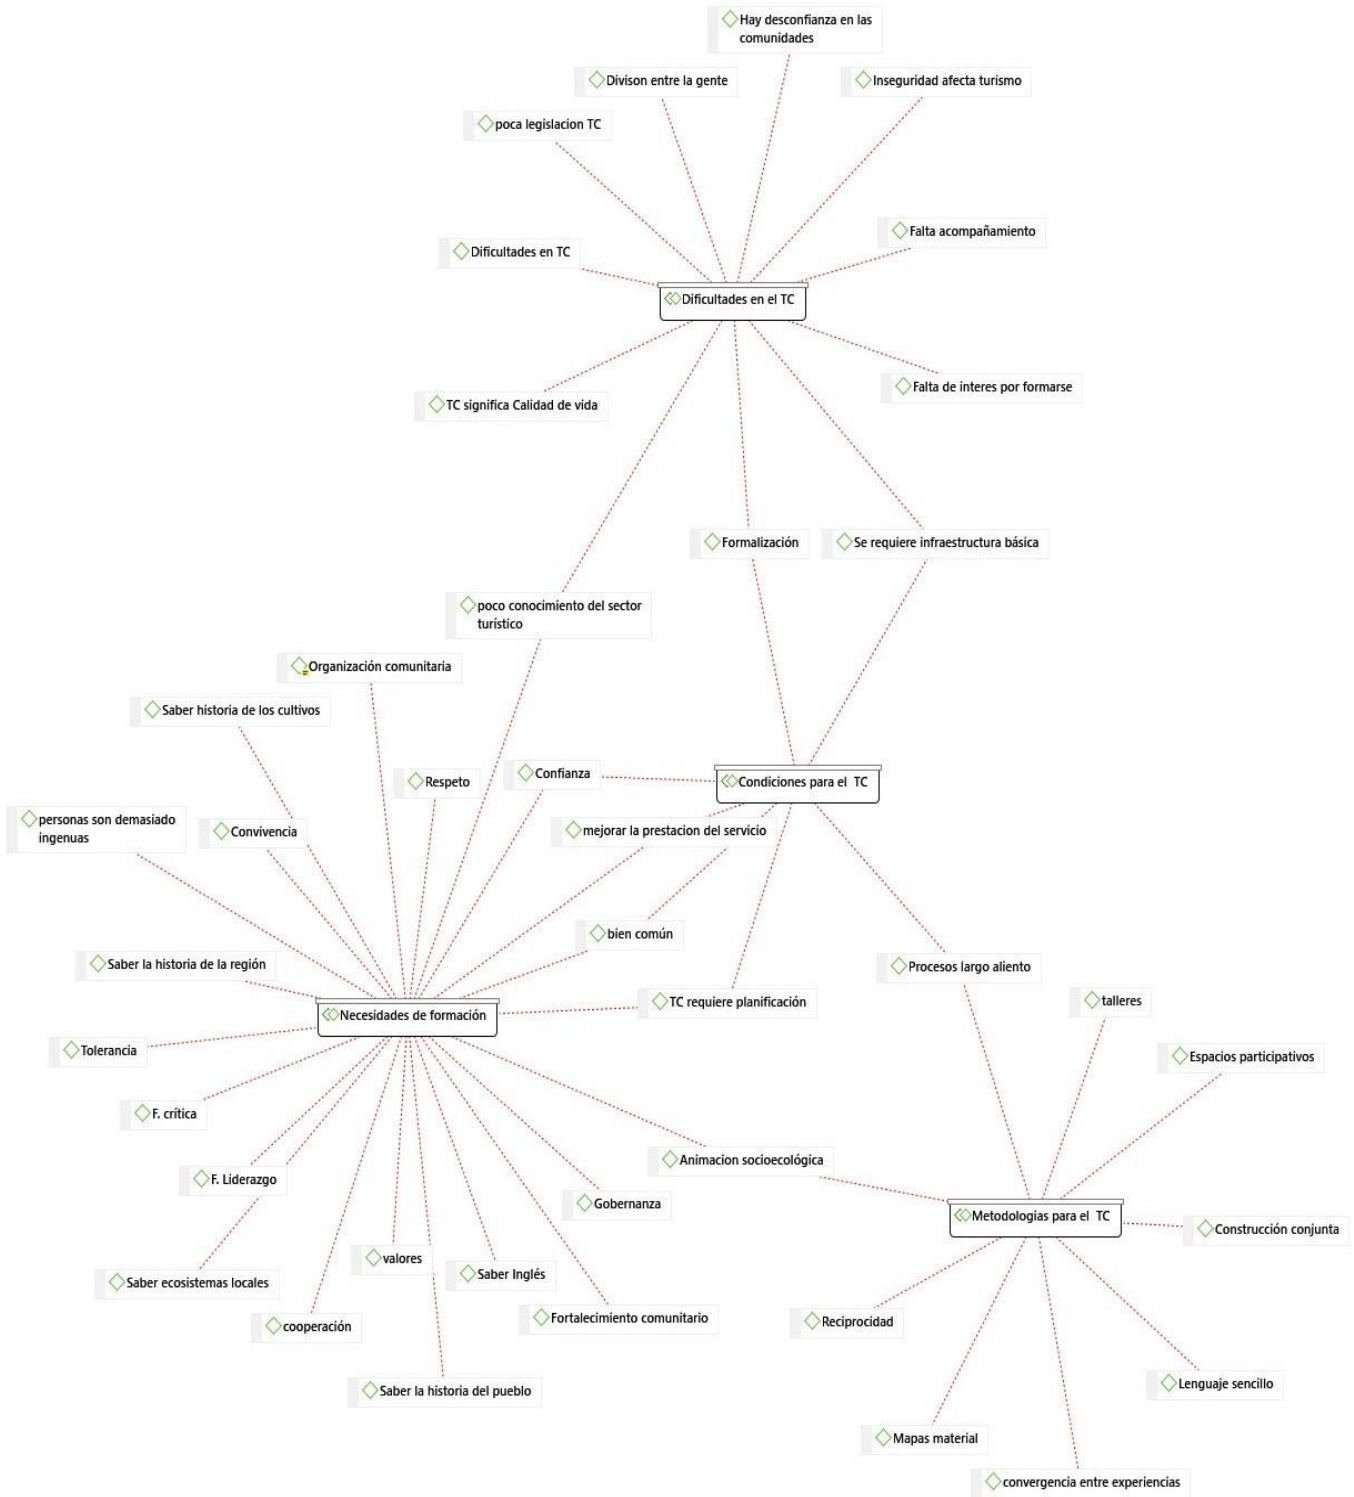 Hay desconfianza en las
comunidades
Divison entre la gente
Inseguridad afecta turismo
poca legislacion TC
Falta acompañamiento
Dificultades en TC
Dificultades en el TC
Falta de interes por formarse
TC significa Calidad de vida
Formalización
Se requiere infraestructura básica
poco conocimiento del sector
turístico
Organización comunitaria
Saber historia de los cultivos
Respeto
Confianza
Condiciones para el TC
personas son demasiado
ingenuas
Convivencia
mejorar la prestacion del servicio
bien común
Saber la historia de la región
Procesos largo aliento
TC requiere planificación
talleres
Necesidades de formación
Tolerancia
Espacios participativos
F. crítica
Animacion socioecológica
F. Liderazgo
Gobernanza
Metodologias para el TC
Construcción conjunta
valores
Saber Inglés
Saber ecosistemas locales
Fortalecimiento comunitario
Reciprocidad
cooperación
Saber la historia del pueblo
Lenguaje sencillo
Mapas material
convergencia entre experiencias